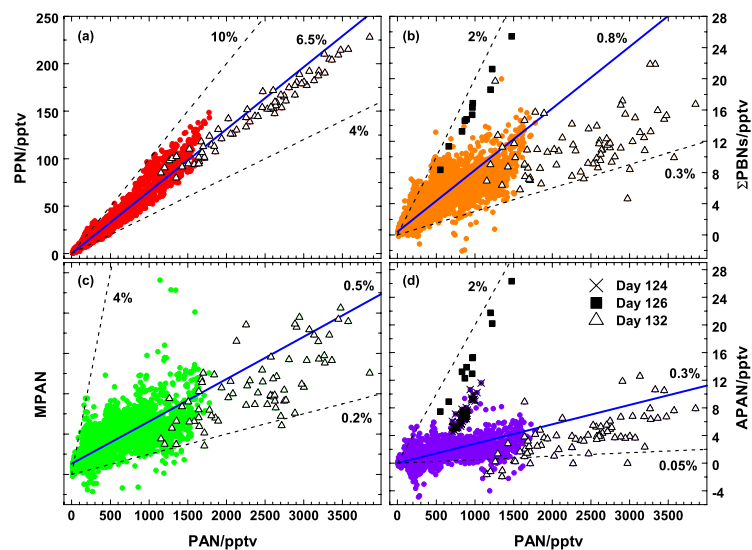 (a)
10%
6.5%
4%
250
200
150
100
50
0
PPN/pptv
(b)
2%
0.8%
0.3%
28
24
20
16
12
8
4
0
ΣPBNs/pptv
(c)
4%
0.5%
0.2%
MPAN
0 500 1000 1500 2000 2500 3000 3500
PAN/pptv
(d)
2%
Day 124
Day 126
Day 132
0.3%
0.05%
28
24
20
16
12
8
4
0
-4
APAN/pptv
0 500 1000 1500 2000 2500 3000 3500
PAN/pptv